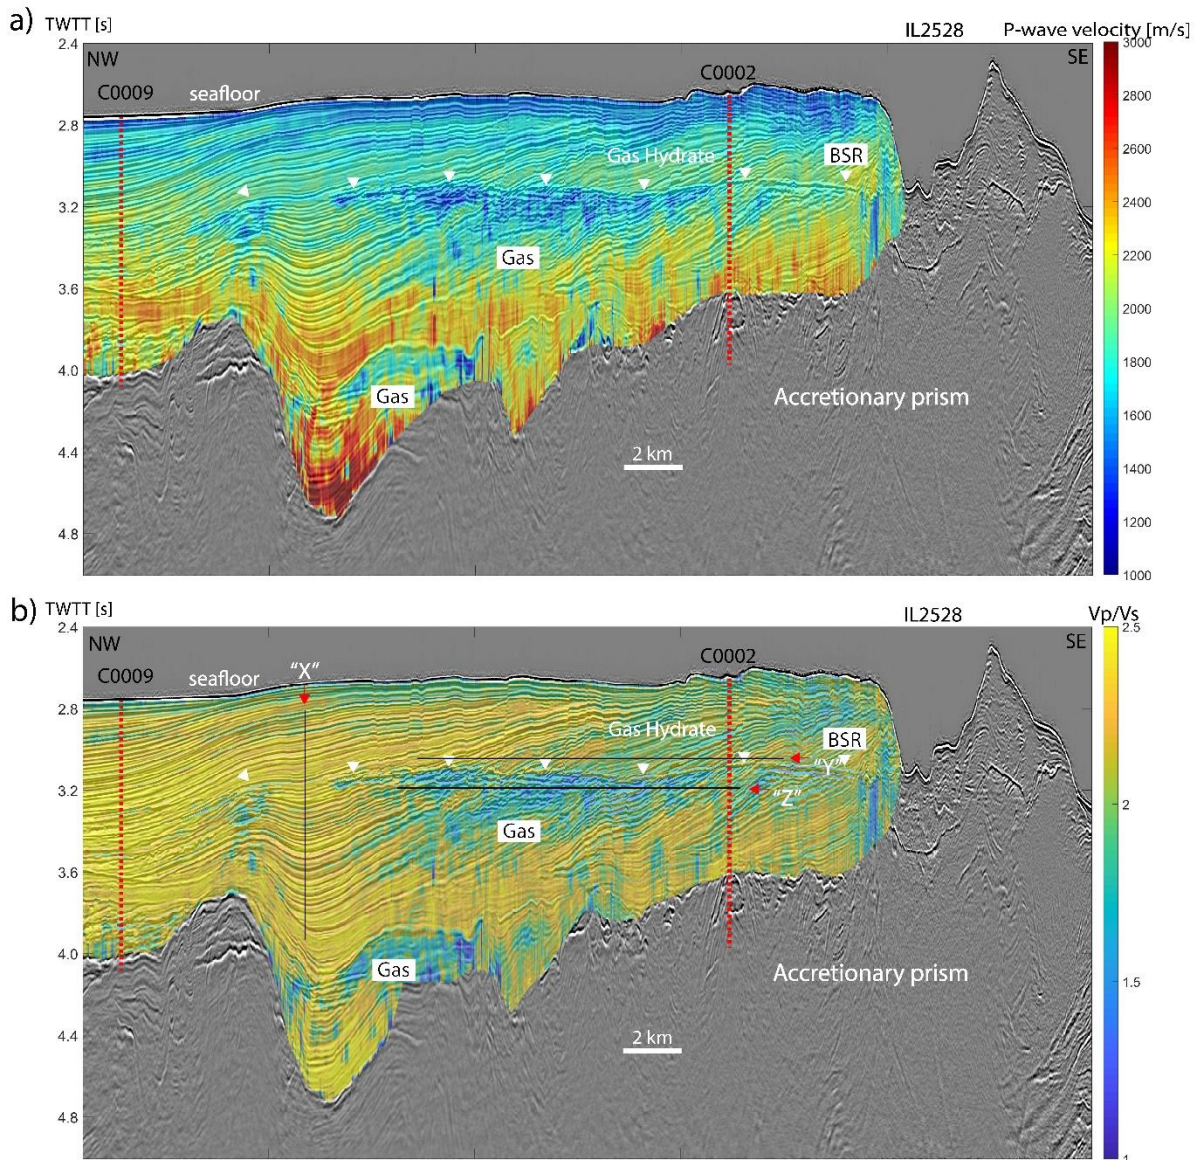 a)
TWTT [s]
IL2528
P-wave velocity [m/s]
2.4
NW
SE
3000
C0009
seafloor
C0002
2800
2.8
2600
Gas Hydrate
BSR
2400
3.2
2200
Gas
3.6
2000
1800
4.0
Gas
Accretionary prism
1600
4.4
2 km
1400
4.8
1200
1000
b)
TWTT [s]
IL2528
Vp/Vs
2.4
NW
SE
2.5
C0009
seafloor
"X"
C0002
2.8
Gas Hydrate
BSR
"Y"
3.2
"Z"
2
Gas
3.6
4.0
Gas
Accretionary prism
1.5
4.4
2 km
4.8
1